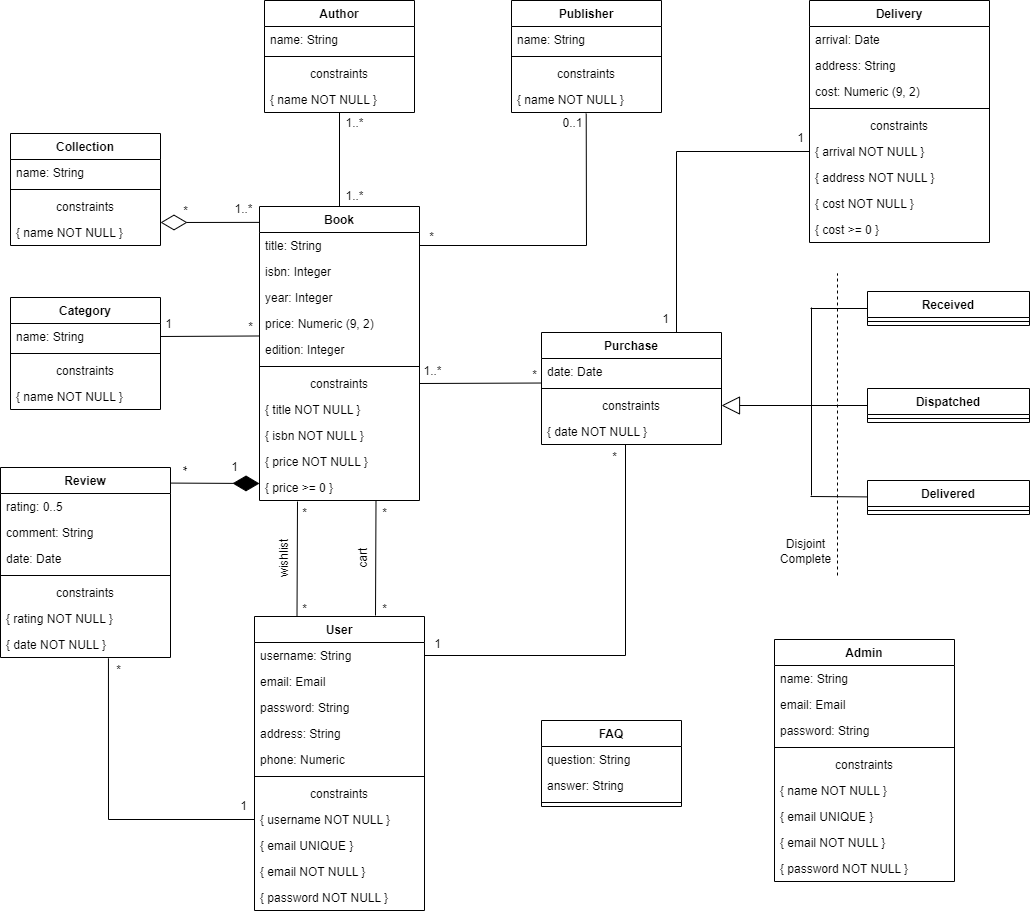 Author
name: String
constraints
{ name NOT NULL }
1..*
1..*
Publisher
name: String
constraints
{ name NOT NULL }
0..1
*
Delivery
arrival: Date
address: String
cost: Numeric (9, 2)
constraints
{ arrival NOT NULL }
{ address NOT NULL }
{ cost NOT NULL }
{ cost >= 0 }
1
1
Collection
name: String
constraints
{ name NOT NULL }
*
1..*
Book
title: String
isbn: Integer
year: Integer
price: Numeric (9, 2)
edition: Integer
constraints
{ title NOT NULL }
{ isbn NOT NULL }
{ price NOT NULL }
{ price >= 0 }
Category
name: String
constraints
{ name NOT NULL }
1
*
1..*
*
Purchase
date: Date
constraints
{ date NOT NULL }
*
Received
Dispatched
Delivered
Disjoint
Complete
Review
rating: 0..5
comment: String
date: Date
constraints
{ rating NOT NULL }
{ date NOT NULL }
*
1
*
1
*
*
wishlist
cart
*
*
User
username: String
email: Email
password: String
address: String
phone: Numeric
constraints
{ username NOT NULL }
{ email UNIQUE }
{ email NOT NULL }
{ password NOT NULL }
1
FAQ
question: String
answer: String
Admin
name: String
email: Email
password: String
constraints
{ name NOT NULL }
{ email UNIQUE }
{ email NOT NULL }
{ password NOT NULL }